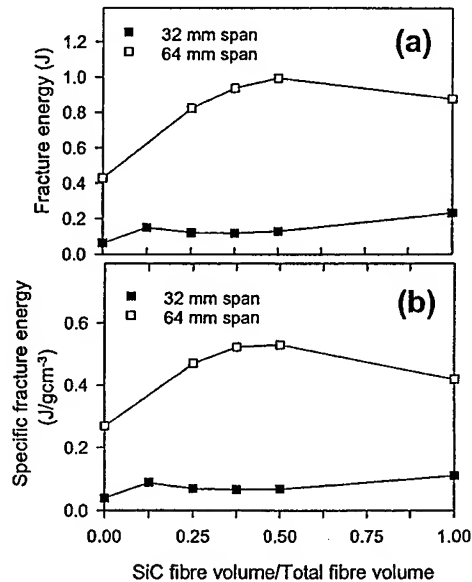 (a)
32 mm span
64 mm span
Fracture energy (J)
1.2
1.0
0.8
0.6
0.4
0.2
0.0
(b)
32 mm span
64 mm span
Specific fracture energy
(J/gcm⁻³)
0.6
0.4
0.2
0.0
0.00 0.25 0.50 0.75 1.00
SiC fibre volume/Total fibre volume